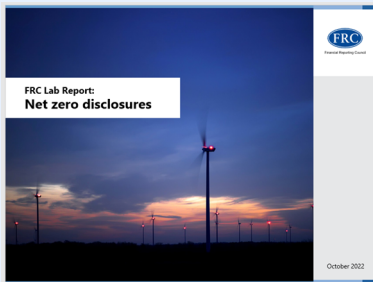 FRC
Financial Reporting Council
FRC Lab Report:
Net zero disclosures
October 2022